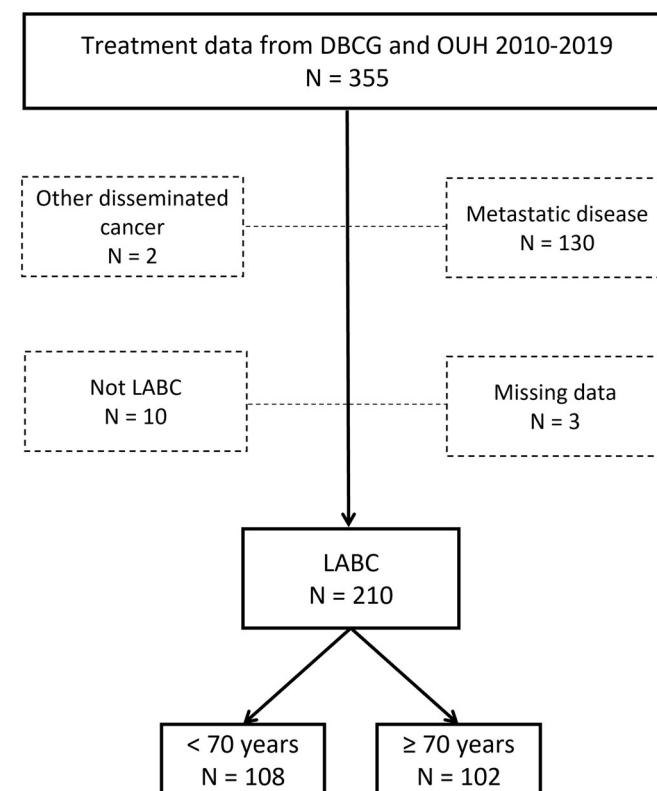 Treatment data from DBCG and OUH 2010-2019
N = 355
Other disseminated
cancer
N = 2
Metastatic disease
N = 130
Not LABC
N = 10
Missing data
N = 3
LABC
N = 210
< 70 years
N = 108
≥ 70 years
N = 102